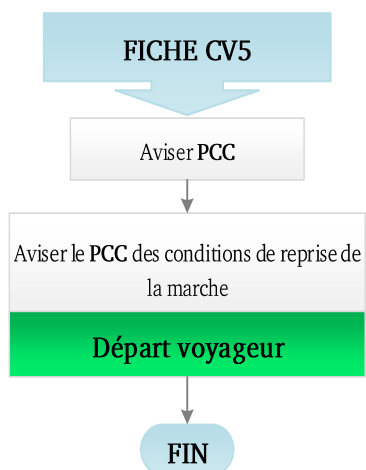 FICHE CV5
Aviser PCC
Aviser le PCC des conditions de reprise de
la marche
Départ voyageur
FIN